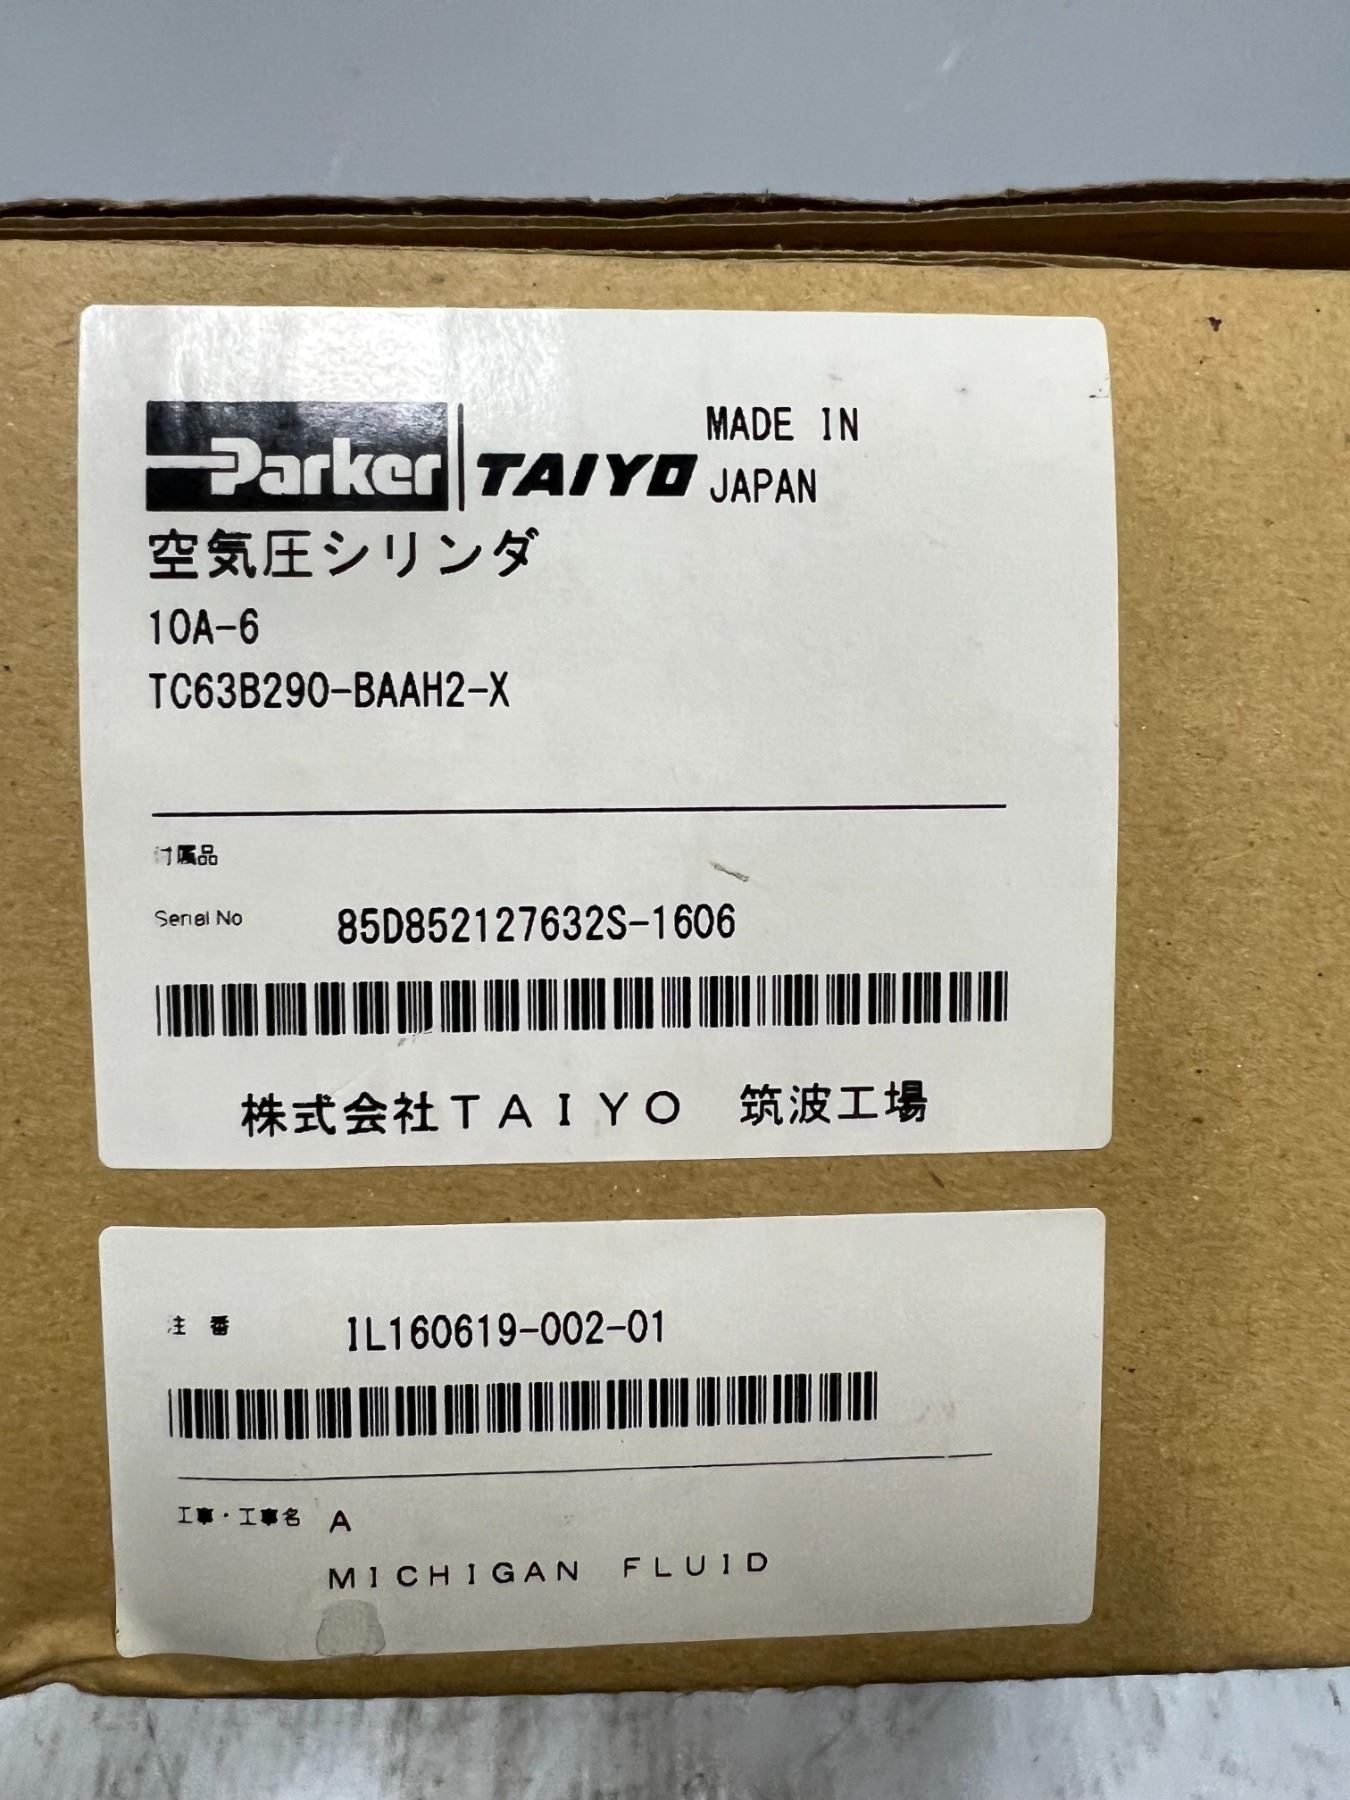 Parker TAIYO MADE IN
JAPAN
空気圧シリンダ
10A-6
TC63B290-BAAH2-X
付属品
Serial No 85D852127632S-1606
株式会社TAIYO 筑波工場
注番 IL160619-002-01
工事・工事名 A
MICHIGAN FLUID